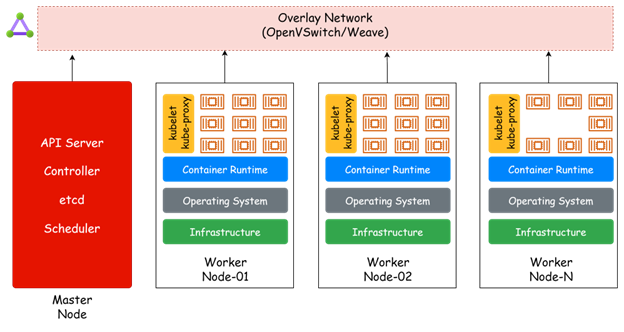 Overlay Network
(OpenVSwitch/Weave)
API Server
Controller
etcd
Scheduler
Master
Node
kubelet
kube-proxy
Container Runtime
Operating System
Infrastructure
Worker
Node-01
kubelet
kube-proxy
Container Runtime
Operating System
Infrastructure
Worker
Node-02
kubelet
kube-proxy
Container Runtime
Operating System
Infrastructure
Worker
Node-N